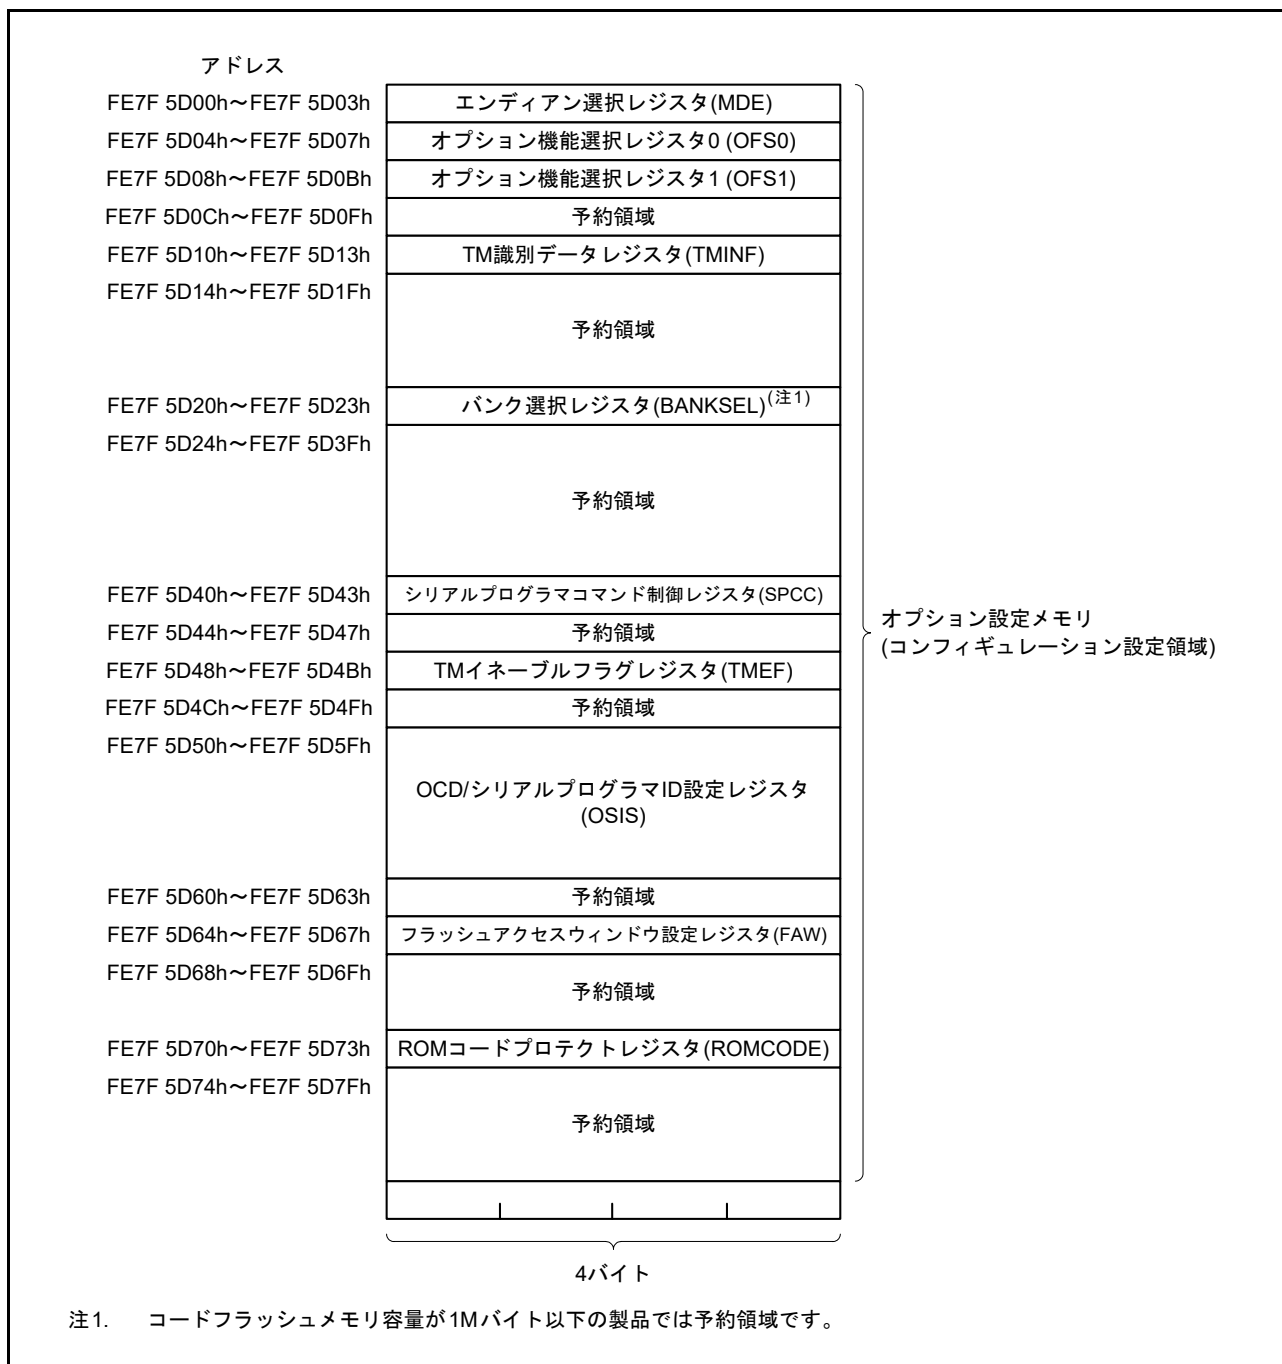 アドレス
FE7F 5D00h～FE7F 5D03h エンディアン選択レジスタ(MDE)
FE7F 5D04h～FE7F 5D07h オプション機能選択レジスタ0 (OFS0)
FE7F 5D08h～FE7F 5D0Bh オプション機能選択レジスタ1 (OFS1)
FE7F 5D0Ch～FE7F 5D0Fh 予約領域
FE7F 5D10h～FE7F 5D13h TM識別データレジスタ(TMINF)
FE7F 5D14h～FE7F 5D1Fh
予約領域
FE7F 5D20h～FE7F 5D23h バンク選択レジスタ(BANKSEL)(注1)
FE7F 5D24h～FE7F 5D3Fh
予約領域
FE7F 5D40h～FE7F 5D43h シリアルプログラマコマンド制御レジスタ(SPCC)
FE7F 5D44h～FE7F 5D47h 予約領域
オプション設定メモリ
(コンフィギュレーション設定領域)
FE7F 5D48h～FE7F 5D4Bh TMイネーブルフラグレジスタ(TMEF)
FE7F 5D4Ch～FE7F 5D4Fh 予約領域
FE7F 5D50h～FE7F 5D5Fh
OCD/シリアルプログラマID設定レジスタ
(OSIS)
FE7F 5D60h～FE7F 5D63h 予約領域
FE7F 5D64h～FE7F 5D67h フラッシュアクセスウィンドウ設定レジスタ(FAW)
FE7F 5D68h～FE7F 5D6Fh
予約領域
FE7F 5D70h～FE7F 5D73h ROMコードプロテクトレジスタ(ROMCODE)
FE7F 5D74h～FE7F 5D7Fh
予約領域
4バイト
注1. コードフラッシュメモリ容量が1Mバイト以下の製品では予約領域です。